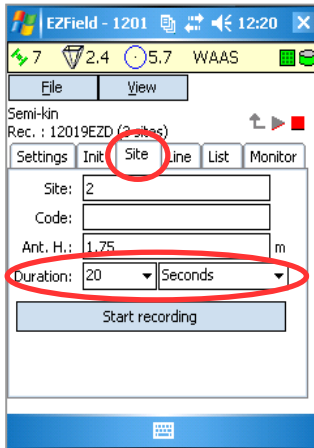 EZField - 1201 12:20
7 2.4 5.7 WAAS
File View
Semi-kin
Rec. : 12019EZD (2 sites)
Settings Init Site Line List Monitor
Site: 2
Code:
Ant. H.: 1.75 m
Duration: 20 Seconds
Start recording